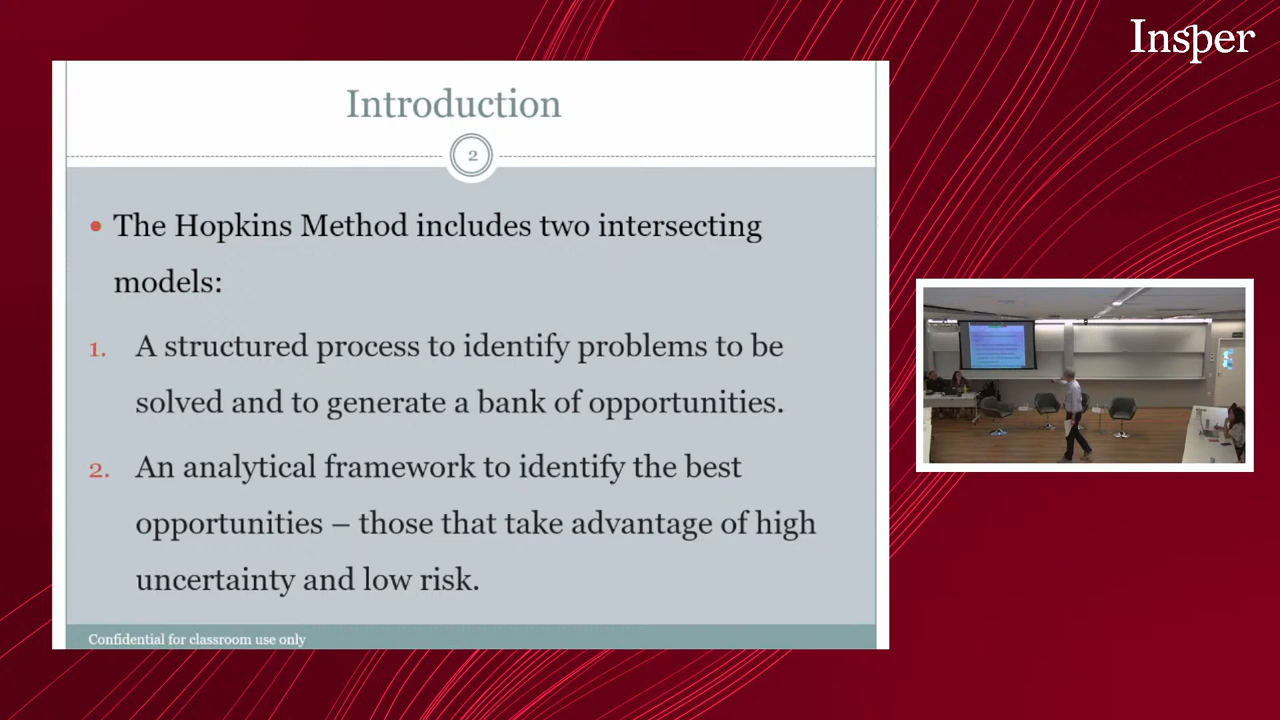 Insper
Introduction
2
• The Hopkins Method includes two intersecting
models:
1. A structured process to identify problems to be
solved and to generate a bank of opportunities.
2. An analytical framework to identify the best
opportunities – those that take advantage of high
uncertainty and low risk.
Confidential for classroom use only